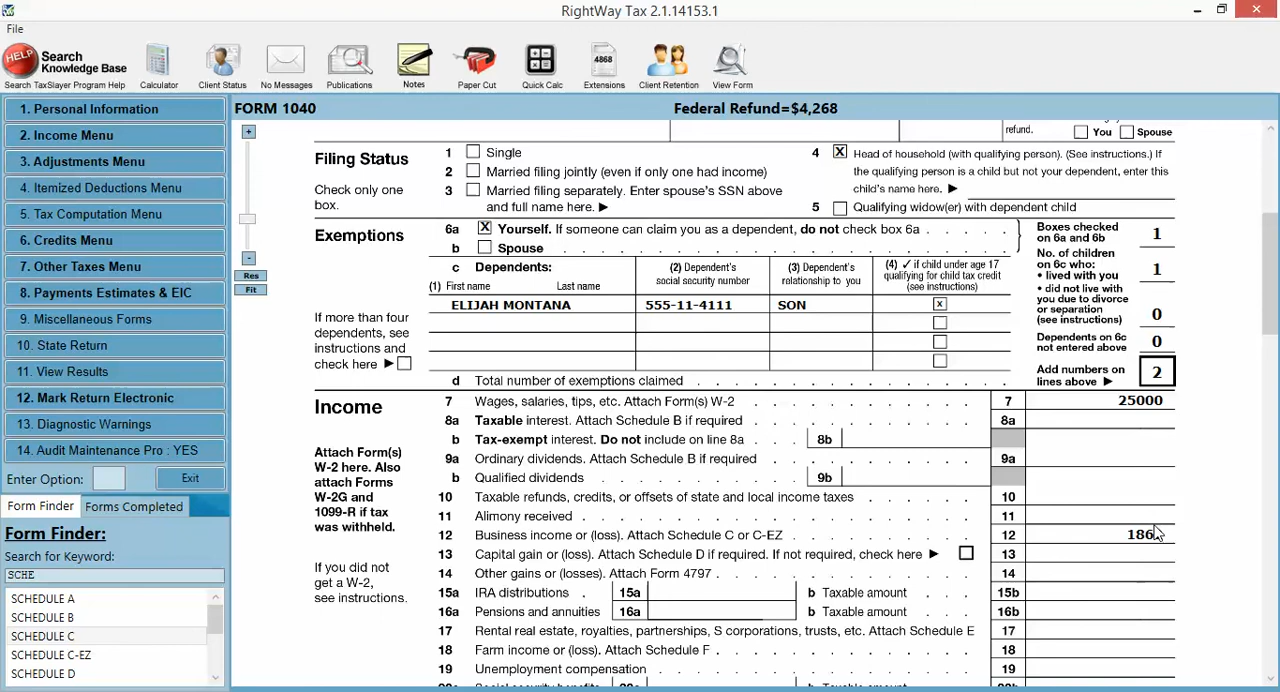 RightWay Tax 2.1.14153.1
File
HELP Search Knowledge Base
4868
Search TaxSlayer Program Help Calculator Client Status No Messages Publications Notes Paper Cut Quick Calc Extensions Client Retention View Form
1. Personal Information
2. Income Menu
3. Adjustments Menu
4. Itemized Deductions Menu
5. Tax Computation Menu
6. Credits Menu
7. Other Taxes Menu
8. Payments Estimates & EIC
9. Miscellaneous Forms
10. State Return
11. View Results
12. Mark Return Electronic
13. Diagnostic Warnings
14. Audit Maintenance Pro : YES
Enter Option: Exit
Form Finder Forms Completed
Form Finder:
Search for Keyword:
SCHE
SCHEDULE A
SCHEDULE B
SCHEDULE C
SCHEDULE C-EZ
SCHEDULE D
FORM 1040 Federal Refund=$4,268
+
-
Res
Fit
refund. You Spouse
Filing Status
Check only one
box.
1 Single
2 Married filing jointly (even if only one had income)
3 Married filing separately. Enter spouse's SSN above
and full name here. ▶
4 X Head of household (with qualifying person). (See instructions.) If
the qualifying person is a child but not your dependent, enter this
child's name here. ▶
5 Qualifying widow(er) with dependent child
Exemptions
6a X Yourself. If someone can claim you as a dependent, do not check box 6a . . . . .
b Spouse . . . . . . . . . . . . . . . . . . . . . . . .
c Dependents:
(1) First name Last name
(2) Dependent's
social security number
(3) Dependent's
relationship to you
(4) ✓ if child under age 17
qualifying for child tax credit
(see instructions)
ELIJAH MONTANA 555-11-4111 SON X
If more than four
dependents, see
instructions and
check here ▶
d Total number of exemptions claimed . . . . . . . . . . . . . . . . .
Boxes checked
on 6a and 6b 1
No. of children
on 6c who:
• lived with you 1
• did not live with
you due to divorce
or separation
(see instructions) 0
Dependents on 6c
not entered above 0
Add numbers on
lines above ▶ 2
Income
Attach Form(s)
W-2 here. Also
attach Forms
W-2G and
1099-R if tax
was withheld.
If you did not
get a W-2,
see instructions.
7 Wages, salaries, tips, etc. Attach Form(s) W-2 . . . . . . . . . . . . 7 25000
8a Taxable interest. Attach Schedule B if required . . . . . . . . . . . . 8a
b Tax-exempt interest. Do not include on line 8a . . . 8b
9a Ordinary dividends. Attach Schedule B if required . . . . . . . . . . . 9a
b Qualified dividends . . . . . . . . . . . 9b
10 Taxable refunds, credits, or offsets of state and local income taxes . . . . . . 10
11 Alimony received . . . . . . . . . . . . . . . . . . . . . 11
12 Business income or (loss). Attach Schedule C or C-EZ . . . . . . . . . . 12
13 Capital gain or (loss). Attach Schedule D if required. If not required, check here ▶ 13
14 Other gains or (losses). Attach Form 4797 . . . . . . . . . . . . . . 14
15a IRA distributions . 15a b Taxable amount . . . 15b
16a Pensions and annuities 16a b Taxable amount . . . 16b
17 Rental real estate, royalties, partnerships, S corporations, trusts, etc. Attach Schedule E 17
18 Farm income or (loss). Attach Schedule F . . . . . . . . . . . . . . 18
19 Unemployment compensation . . . . . . . . . . . . . . . . . 19